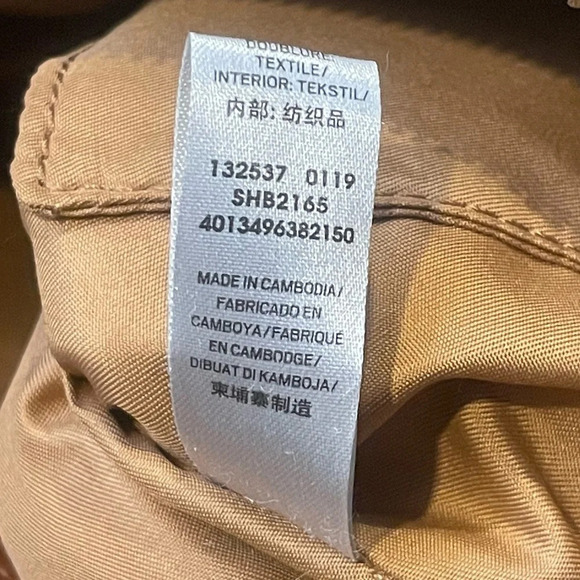 DOUBLURE:
TEXTILE/
INTERIOR: TEKSTIL/
内部: 纺织品
132537 0119
SHB2165
4013496382150
MADE IN CAMBODIA/
FABRICADO EN
CAMBOYA/FABRIQUÉ
EN CAMBODGE/
DIBUAT DI KAMBOJA/
柬埔寨制造